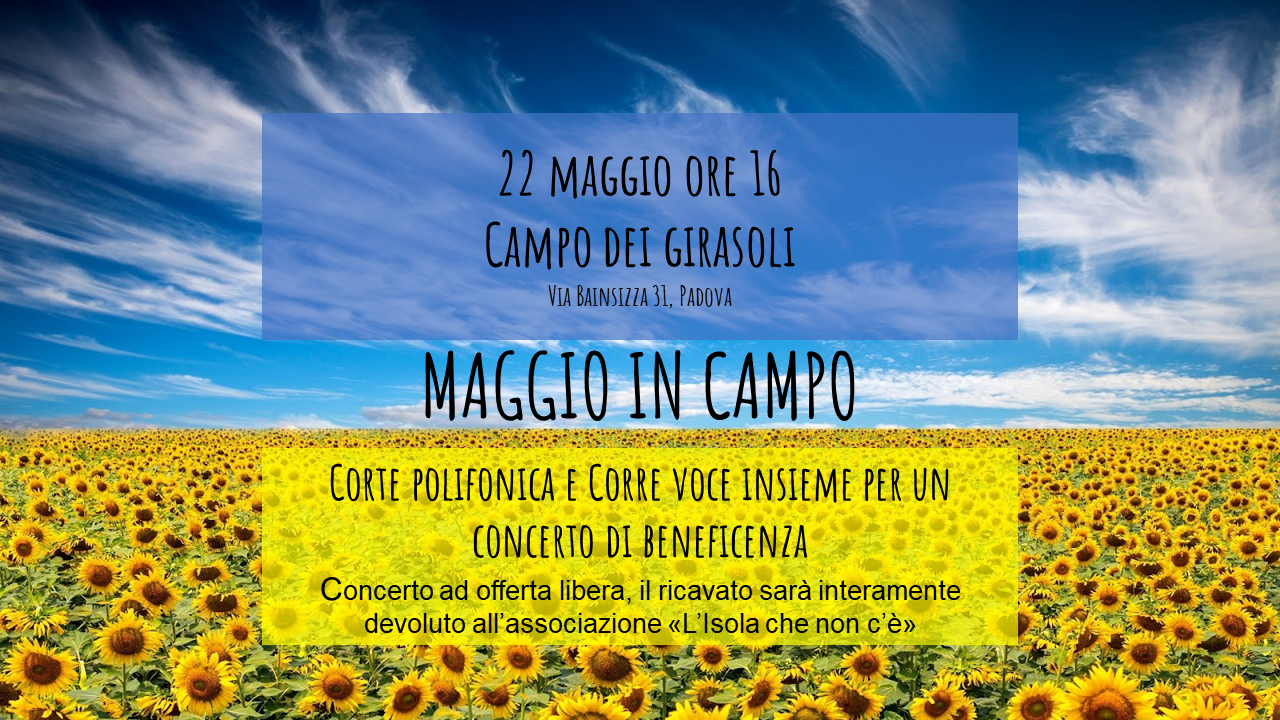 22 maggio ore 16
Campo dei girasoli
Via Bainsizza 31, Padova
MAGGIO IN CAMPO
Corte polifonica e Corre voce insieme per un
concerto di beneficenza
Concerto ad offerta libera, il ricavato sarà interamente
devoluto all’associazione «L’Isola che non c’è»